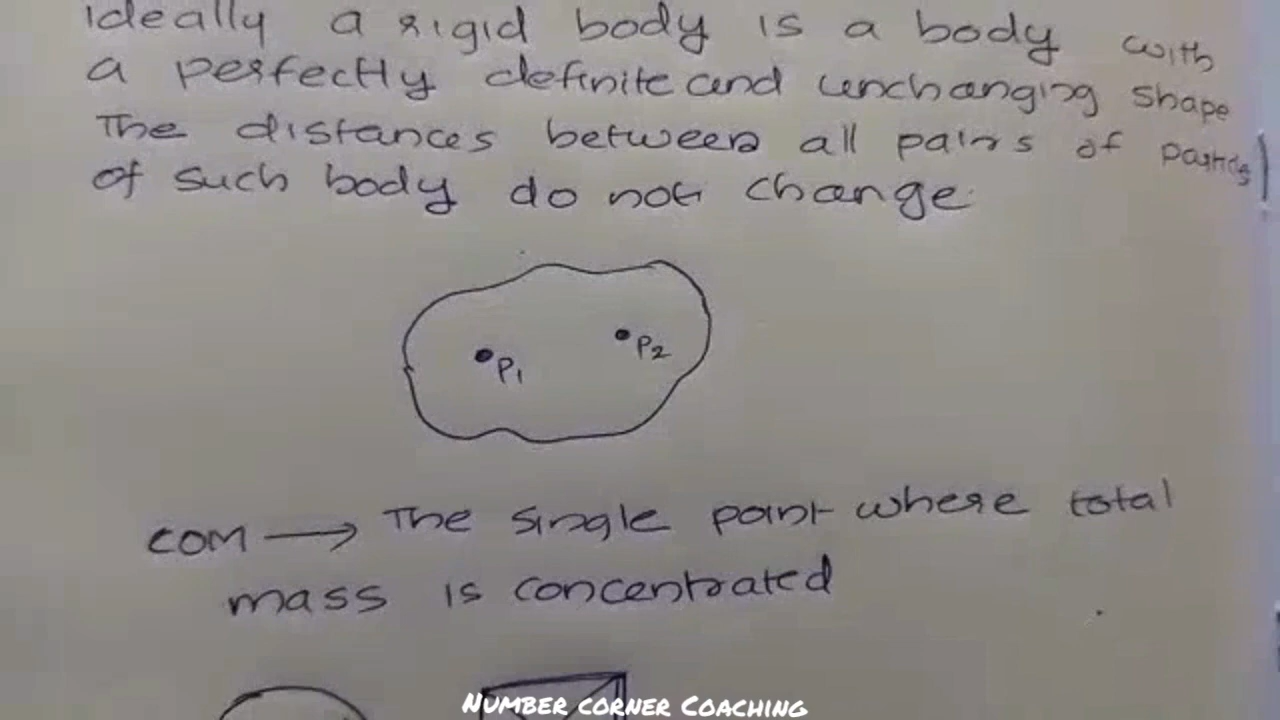 ideally a rigid body is a body with
a perfectly definite and unchanging shape
The distances between all pairs of particles
of such body do not change.
P1
P2
COM → The single point where total
mass is concentrated
NUMBER CORNER COACHING